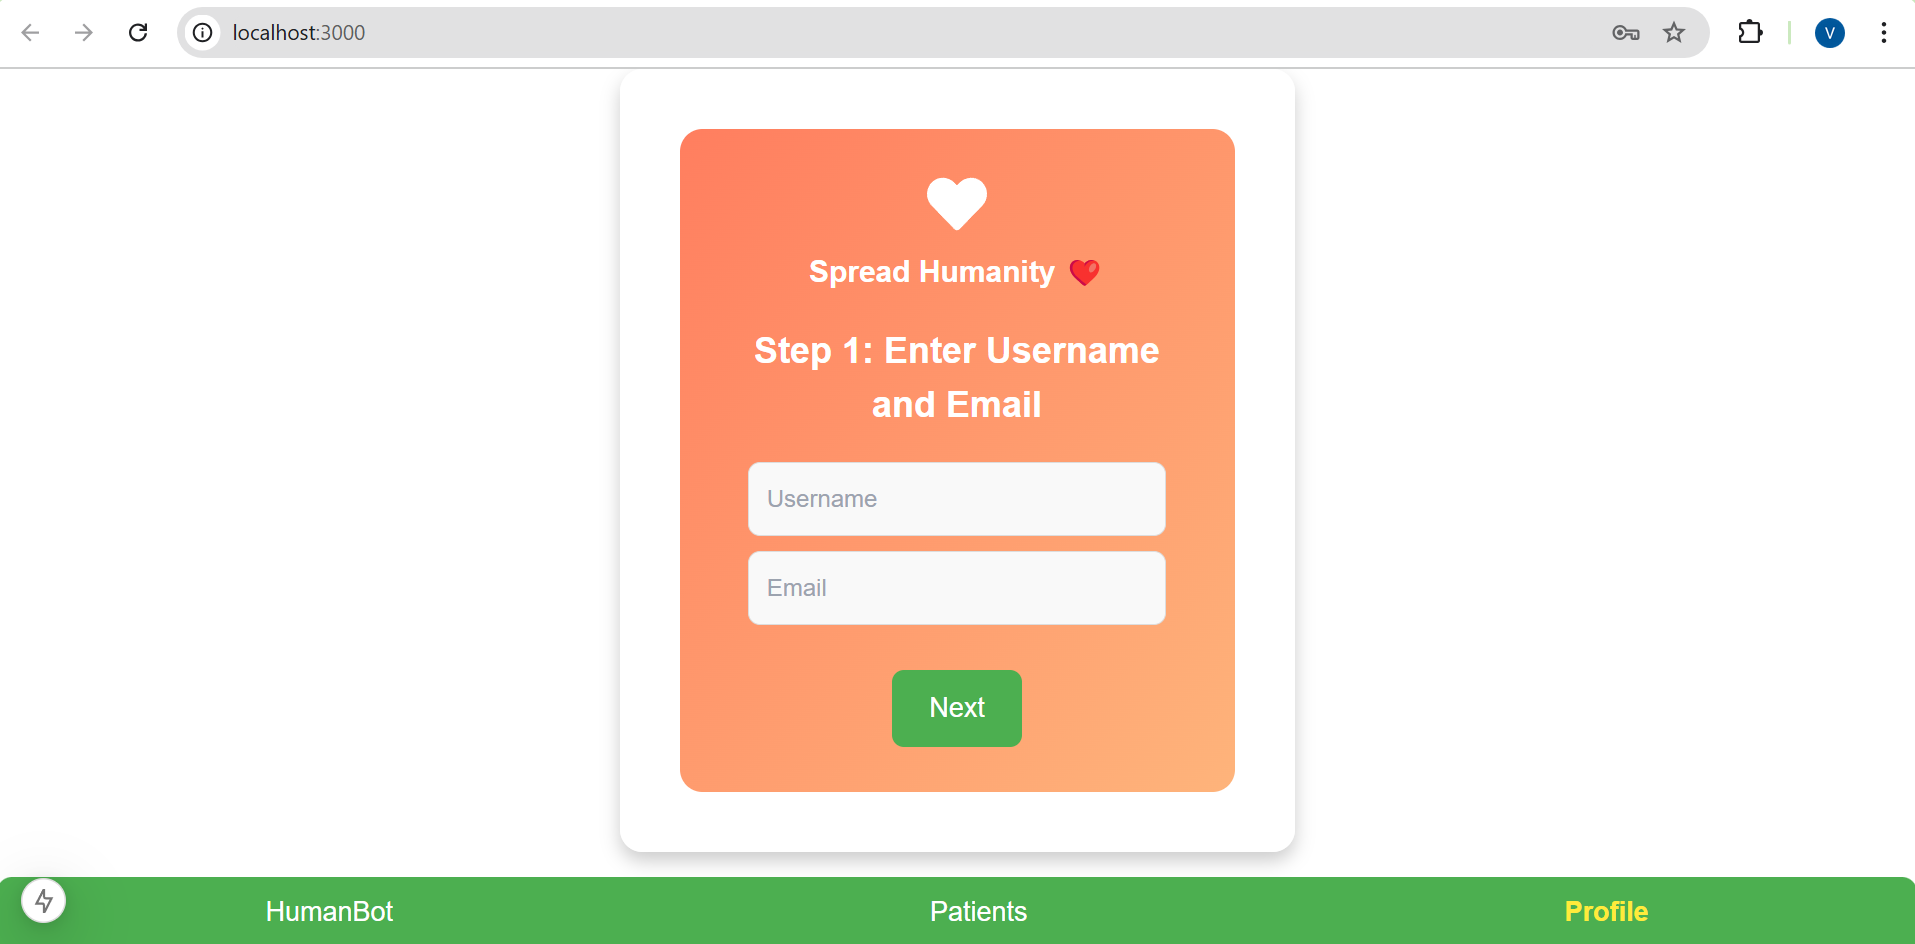 localhost:3000
V
Spread Humanity ❤️
Step 1: Enter Username
and Email
Username
Email
Next
HumanBot
Patients
Profile